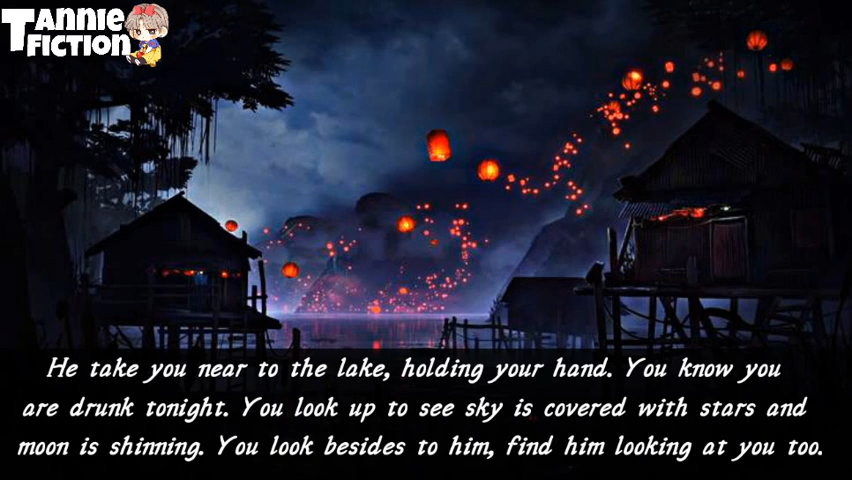 TANNIE
FICTION
He take you near to the lake, holding your hand. You know you
are drunk tonight. You look up to see sky is covered with stars and
moon is shinning. You look besides to him, find him looking at you too.